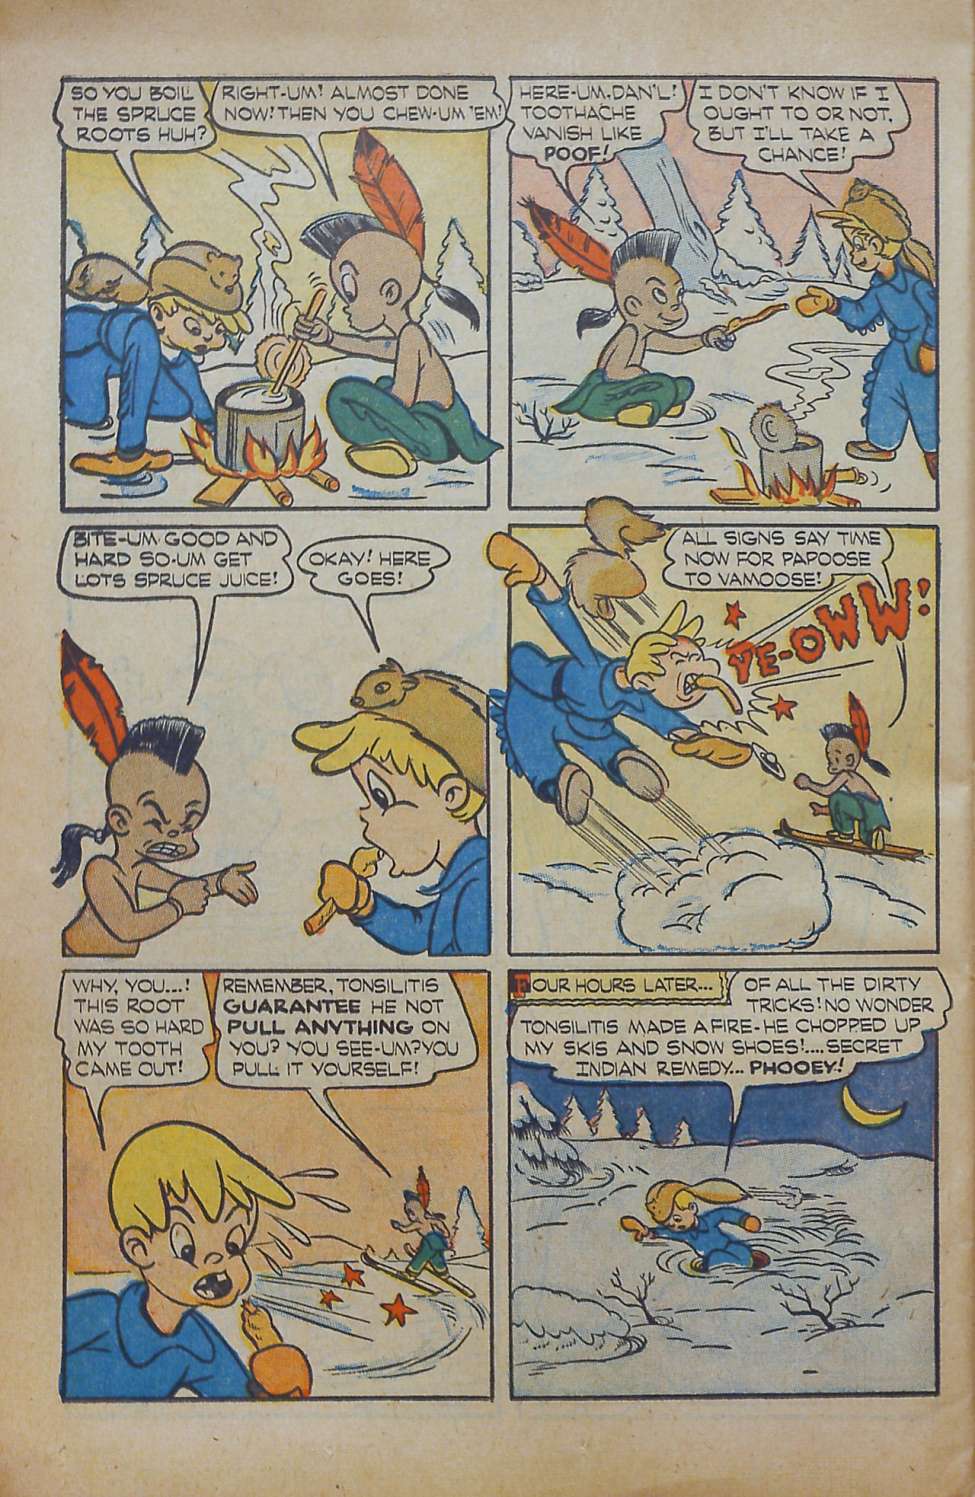 SO YOU BOIL
THE SPRUCE
ROOTS HUH?
RIGHT-UM! ALMOST DONE
NOW! THEN YOU CHEW-UM 'EM!
HERE-UM, DAN'L!
TOOTHACHE
VANISH LIKE
POOF!
I DON'T KNOW IF I
OUGHT TO OR NOT,
BUT I'LL TAKE A
CHANCE!
BITE-UM GOOD AND
HARD SO-UM GET
LOTS SPRUCE JUICE!
OKAY! HERE
GOES!
ALL SIGNS SAY TIME
NOW FOR PAPOOSE
TO VAMOOSE!
YE-OWW!
WHY, YOU...!
THIS ROOT
WAS SO HARD
MY TOOTH
CAME OUT!
REMEMBER, TONSILITIS
GUARANTEE HE NOT
PULL ANYTHING ON
YOU? YOU SEE-UM? YOU
PULL IT YOURSELF!
FOUR HOURS LATER...
OF ALL THE DIRTY
TRICKS! NO WONDER
TONSILITIS MADE A FIRE-HE CHOPPED UP
MY SKIS AND SNOW SHOES!....SECRET
INDIAN REMEDY... PHOOEY!